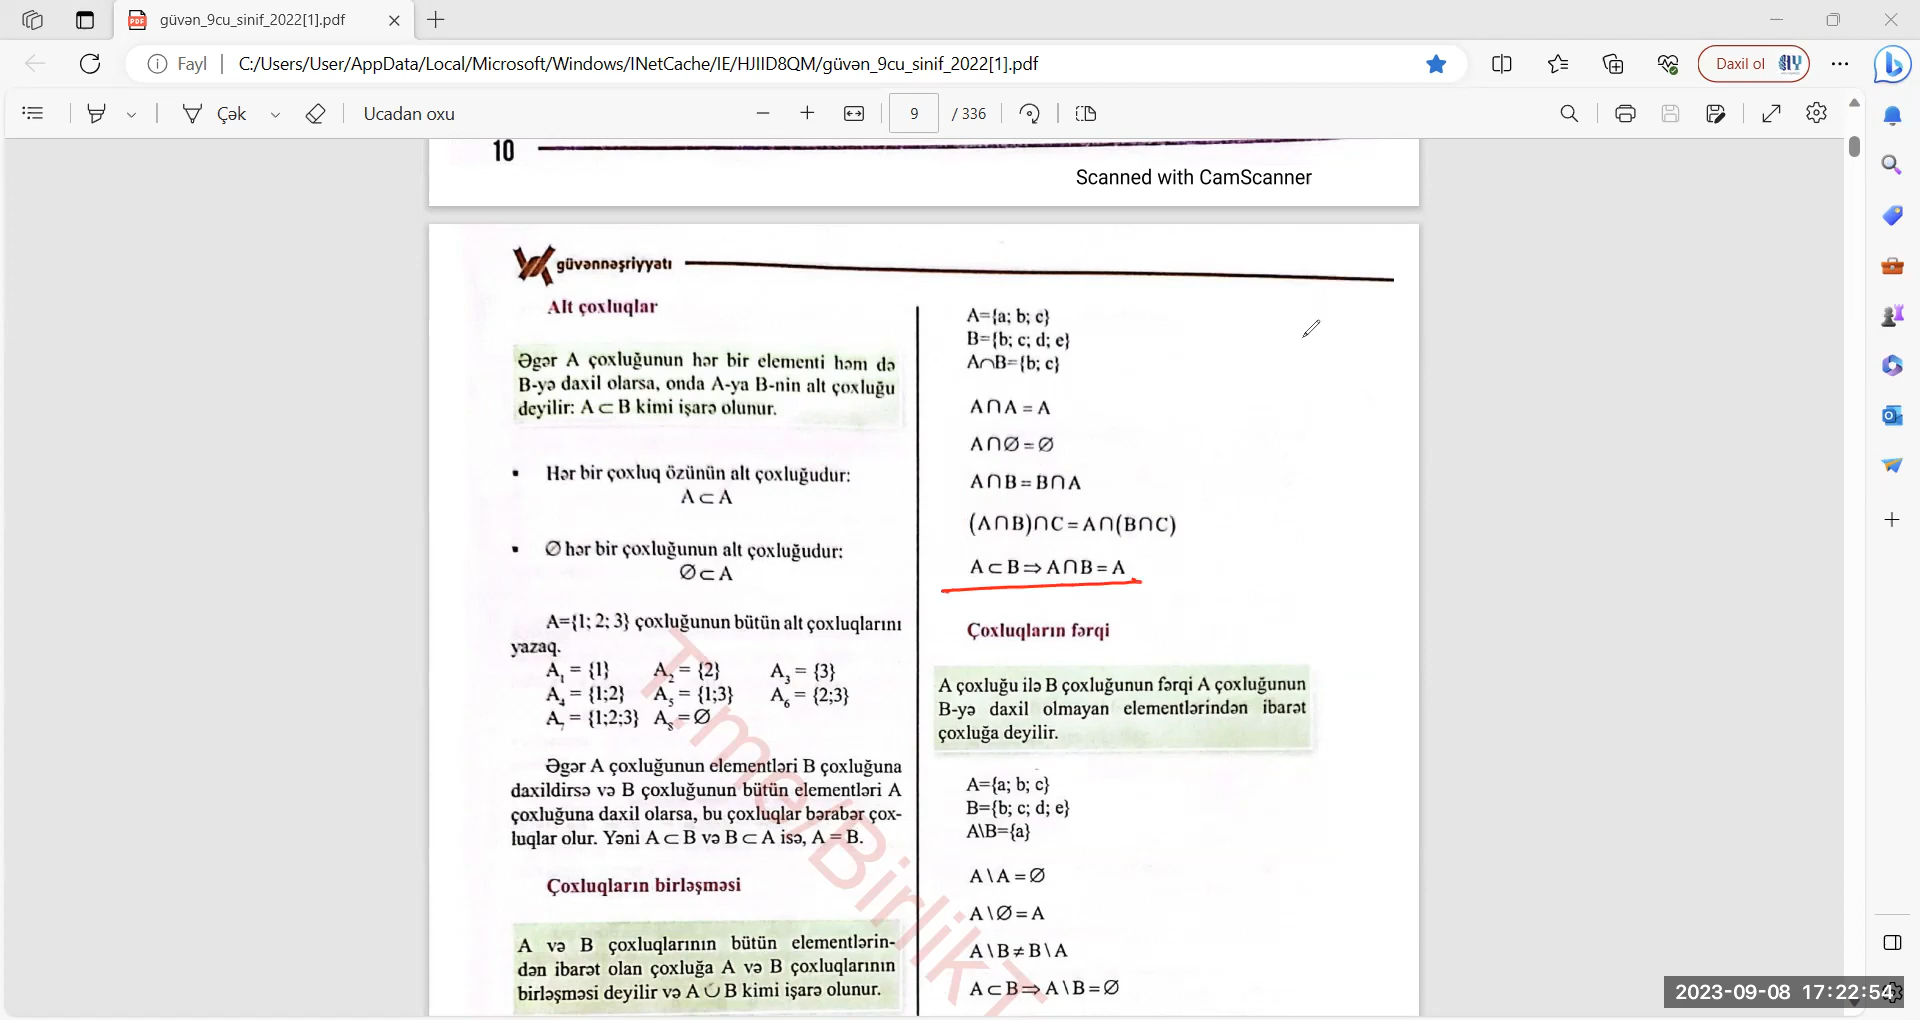 güvən_9cu_sinif_2022[1].pdf
Fayl
C:/Users/User/AppData/Local/Microsoft/Windows/INetCache/IE/HJIID8QM/güvən_9cu_sinif_2022[1].pdf
Daxil ol
Çək
Ucadan oxu
9 / 336
10
Scanned with CamScanner
güvənnəşriyyatı
Alt çoxluqlar
Əgər A çoxluğunun hər bir elementi həm də
B-yə daxil olarsa, onda A-ya B-nin alt çoxluğu
deyilir: A ⊂ B kimi işarə olunur.
▪ Hər bir çoxluq özünün alt çoxluğudur:
A ⊂ A
▪ ∅ hər bir çoxluğunun alt çoxluğudur:
∅ ⊂ A
A={1; 2; 3} çoxluğunun bütün alt çoxluqlarını
yazaq.
A₁ = {1} A₂ = {2} A₃ = {3}
A₄ = {1;2} A₅ = {1;3} A₆ = {2;3}
A₇ = {1;2;3} A₈ = ∅
Əgər A çoxluğunun elementləri B çoxluğuna
daxildirsə və B çoxluğunun bütün elementləri A
çoxluğuna daxil olarsa, bu çoxluqlar bərabər çox-
luqlar olur. Yəni A ⊂ B və B ⊂ A isə, A = B.
Çoxluqların birləşməsi
A və B çoxluqlarının bütün elementlərin-
dən ibarət olan çoxluğa A və B çoxluqlarının
birləşməsi deyilir və A ∪ B kimi işarə olunur.
A={a; b; c}
B={b; c; d; e}
A∩B={b; c}
A∩A = A
A∩∅ = ∅
A∩B = B∩A
(A∩B)∩C = A∩(B∩C)
A ⊂ B ⇒ A∩B = A
Çoxluqların fərqi
A çoxluğu ilə B çoxluğunun fərqi A çoxluğunun
B-yə daxil olmayan elementlərindən ibarət
çoxluğa deyilir.
A={a; b; c}
B={b; c; d; e}
A\B={a}
A \ A = ∅
A \ ∅ = A
A \ B ≠ B \ A
A ⊂ B ⇒ A \ B = ∅
T.me/BirlikT
2023-09-08 17:22:54